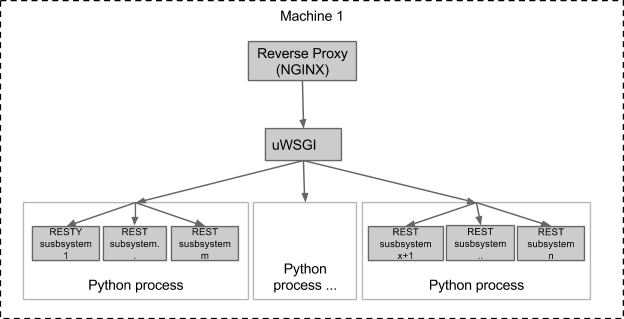 Machine 1
Reverse Proxy
(NGINX)
uWSGI
RESTY
susbsystem
1
REST
subsystem.
.
REST
susbsystem
m
Python process
Python
process ...
REST
susbsystem
x+1
REST
subsystem
..
REST
susbsystem
n
Python process